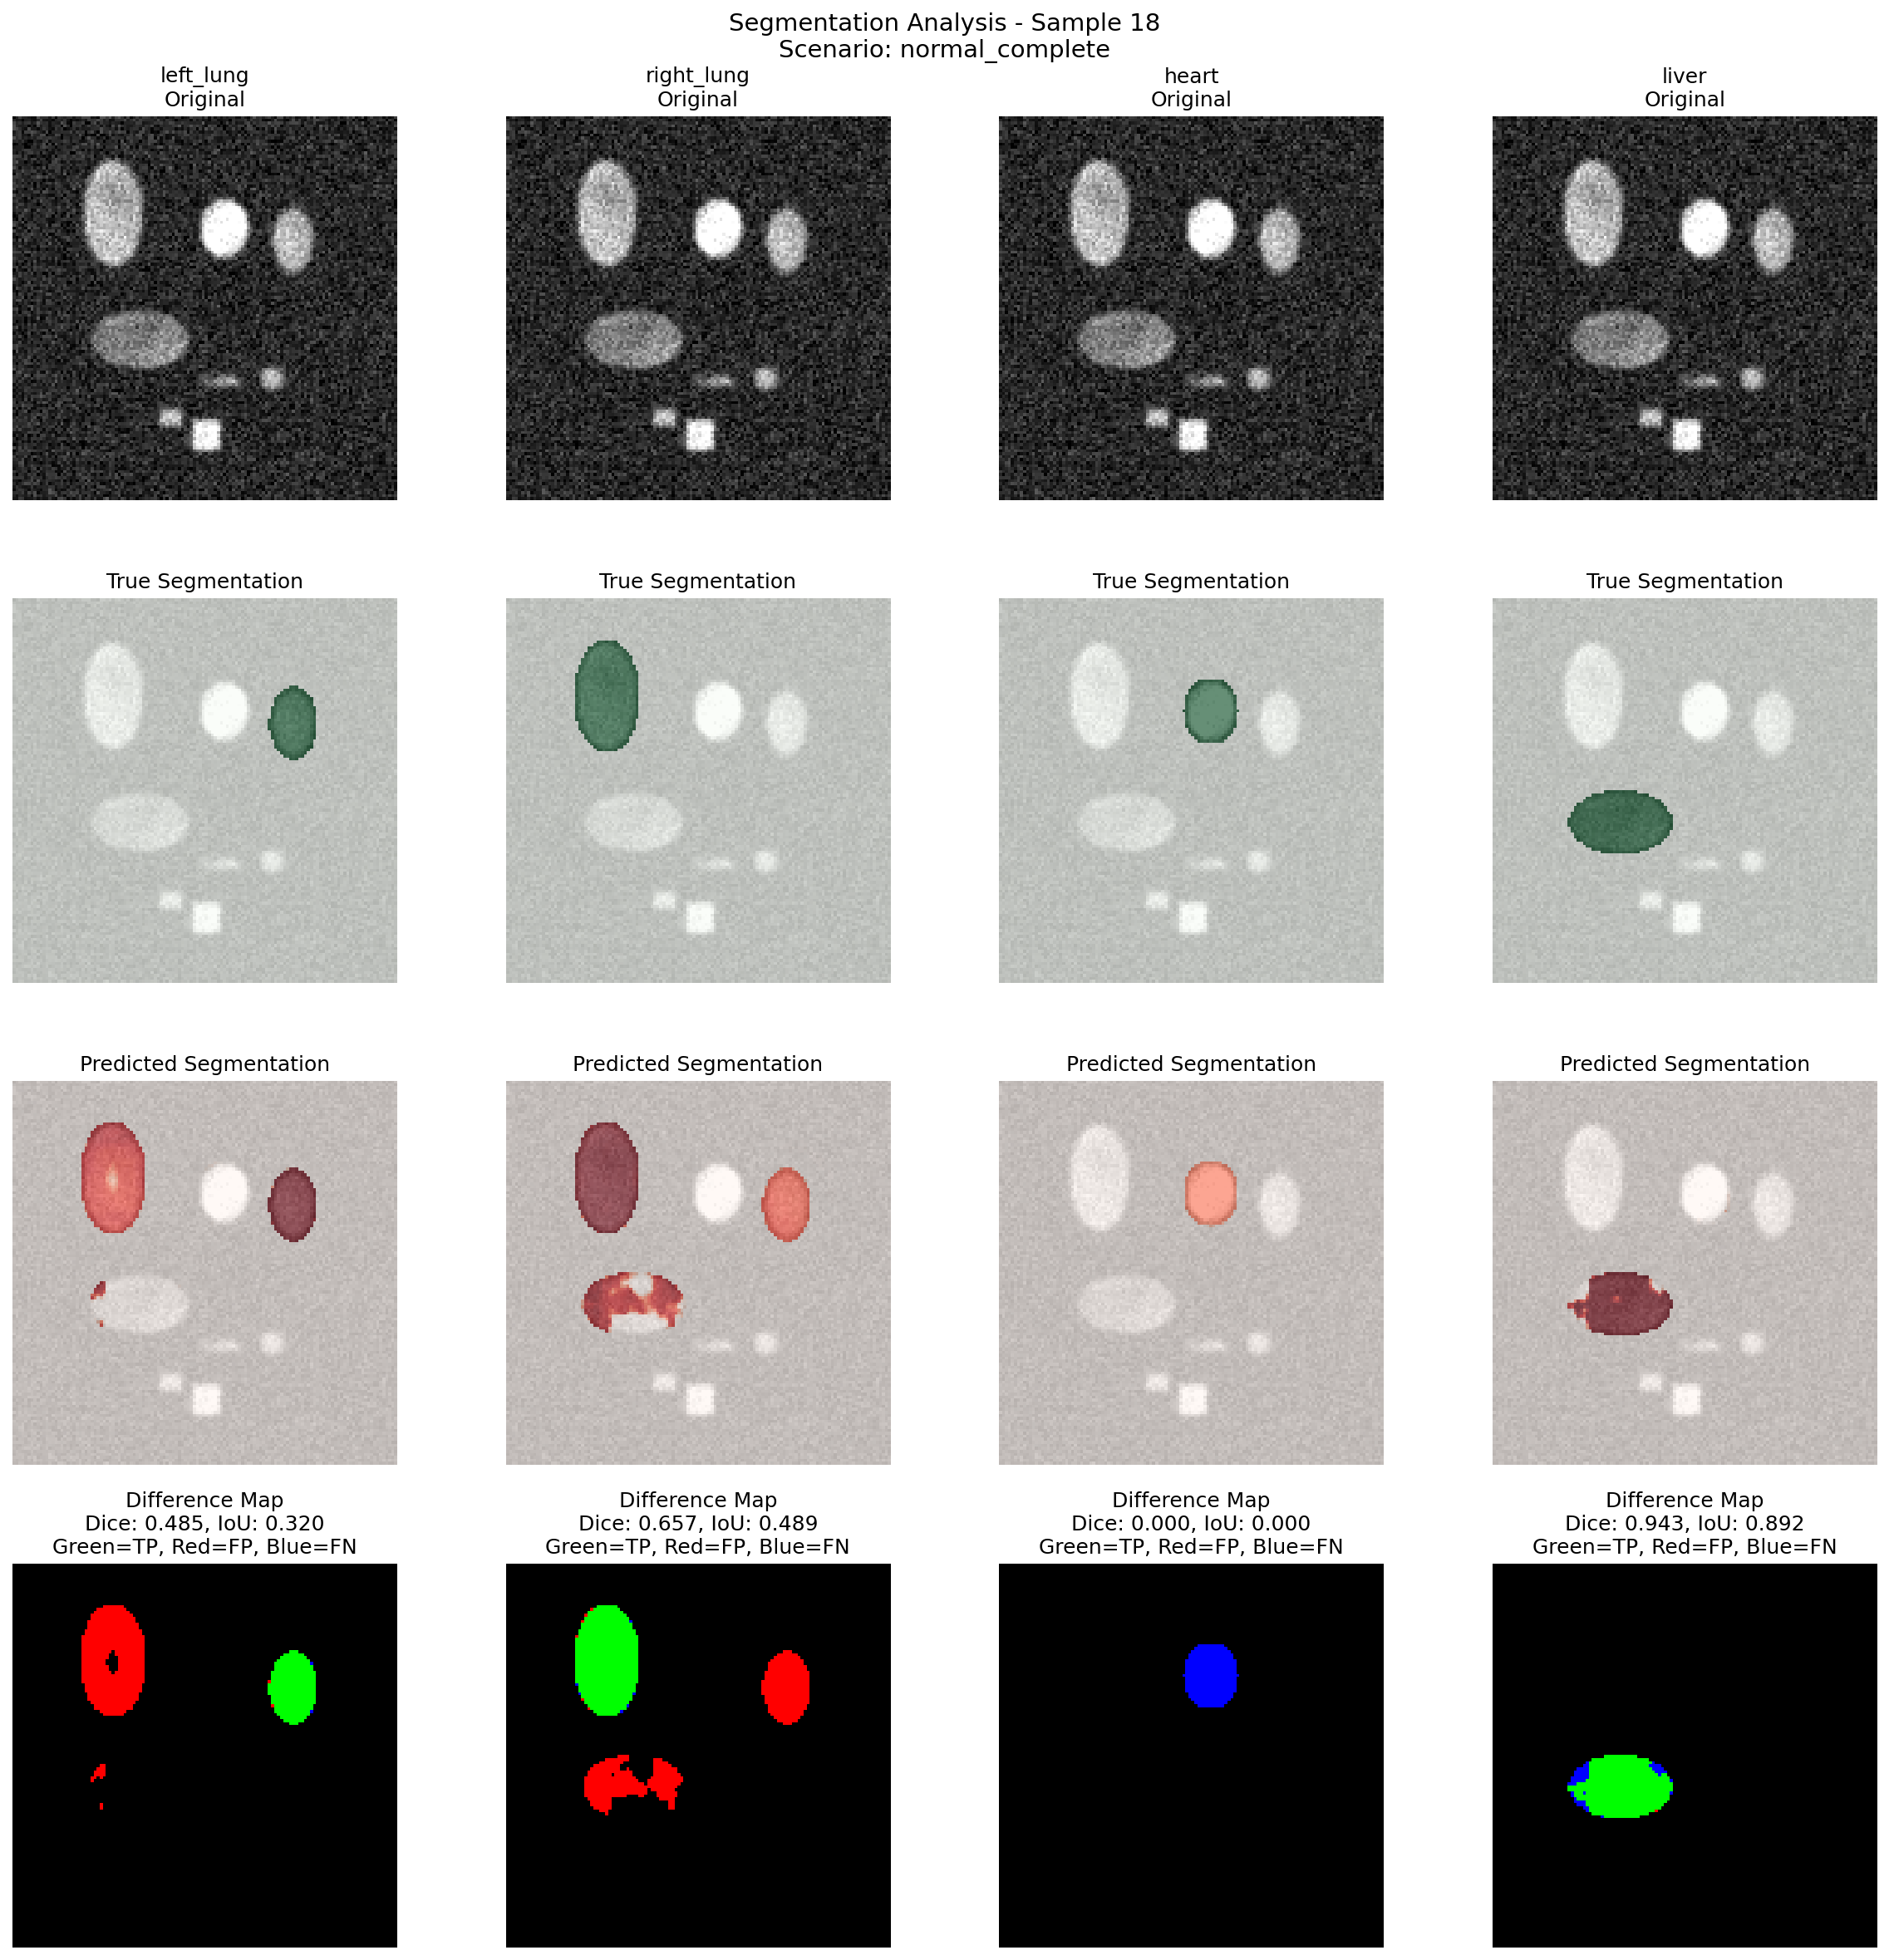 Segmentation Analysis - Sample 18
Scenario: normal_complete
left_lung
Original
right_lung
Original
heart
Original
liver
Original
True Segmentation
True Segmentation
True Segmentation
True Segmentation
Predicted Segmentation
Predicted Segmentation
Predicted Segmentation
Predicted Segmentation
Difference Map
Dice: 0.485, IoU: 0.320
Green=TP, Red=FP, Blue=FN
Difference Map
Dice: 0.657, IoU: 0.489
Green=TP, Red=FP, Blue=FN
Difference Map
Dice: 0.000, IoU: 0.000
Green=TP, Red=FP, Blue=FN
Difference Map
Dice: 0.943, IoU: 0.892
Green=TP, Red=FP, Blue=FN